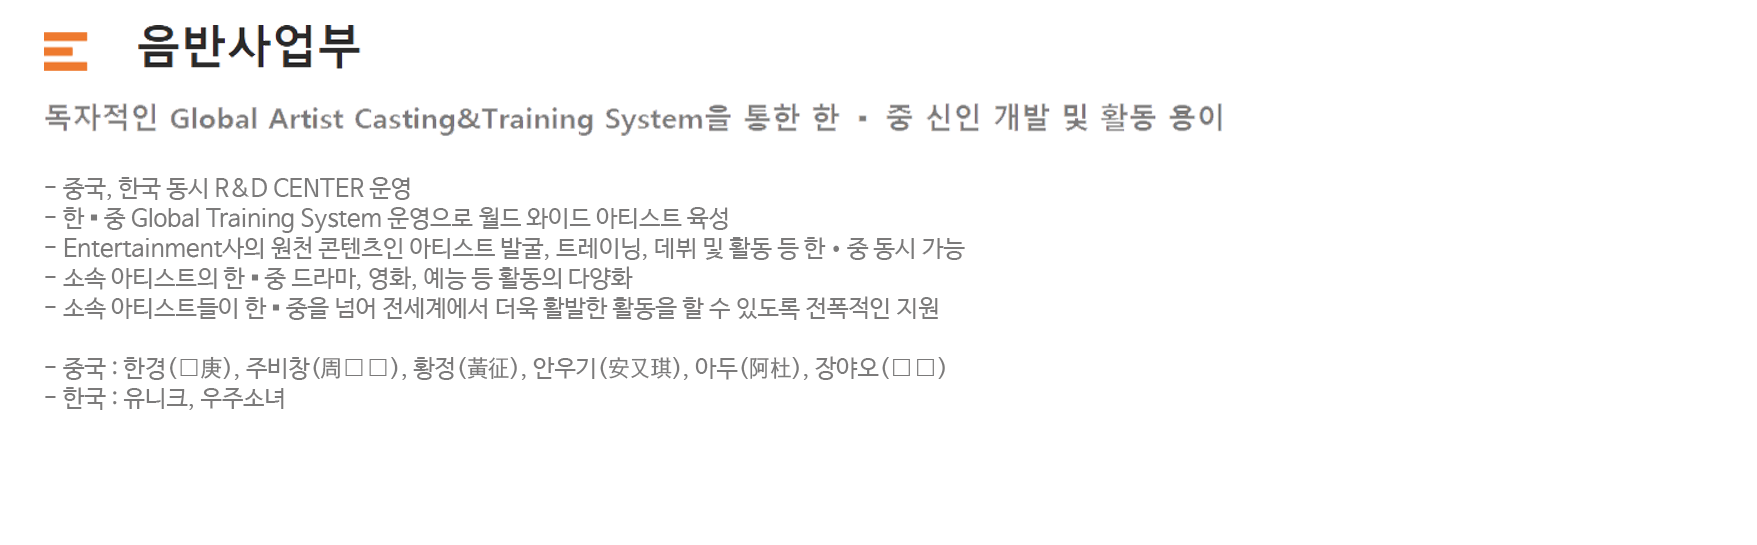 음반사업부
독자적인 Global Artist Casting&Training System을 통한 한 ▪ 중 신인 개발 및 활동 용이
- 중국, 한국 동시 R&D CENTER 운영
- 한▪중 Global Training System 운영으로 월드 와이드 아티스트 육성
- Entertainment사의 원천 콘텐츠인 아티스트 발굴, 트레이닝, 데뷔 및 활동 등 한•중 동시 가능
- 소속 아티스트의 한▪중 드라마, 영화, 예능 등 활동의 다양화
- 소속 아티스트들이 한▪중을 넘어 전세계에서 더욱 활발한 활동을 할 수 있도록 전폭적인 지원
- 중국 : 한경(□庚), 주비창(周□□), 황정(黃征), 안우기(安又琪), 아두(阿杜), 장야오(□□)
- 한국 : 유니크, 우주소녀